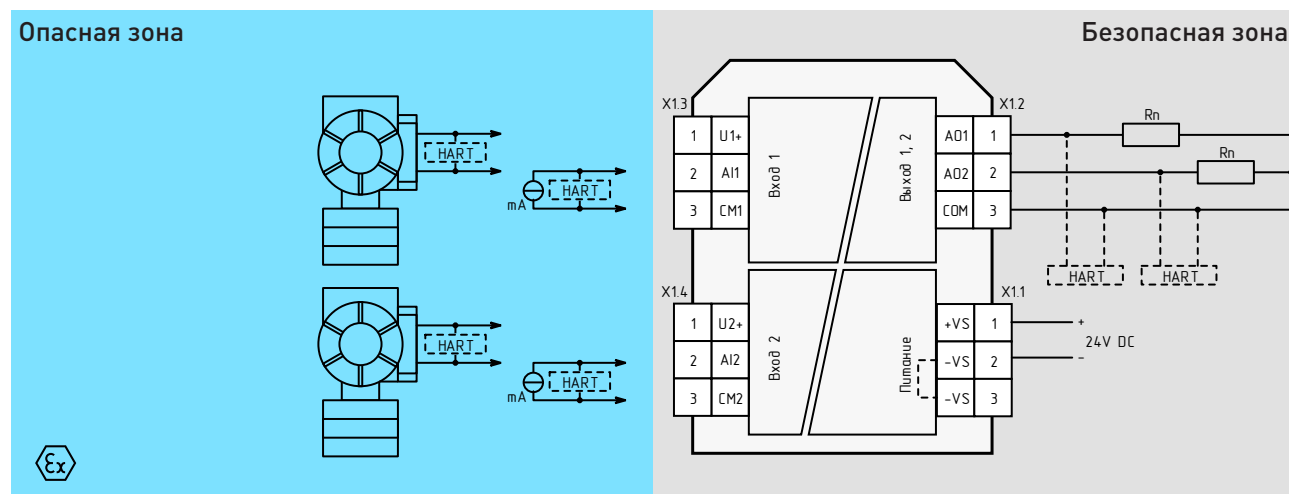 Опасная зона
Безопасная зона
X1.3
X1.2
1 U1+
2 AI1
3 CM1
Вход 1
Выход 1, 2
AO1 1
AO2 2
COM 3
Rn
Rn
HART
mA
HART
HART
HART
X1.4
X1.1
1 U2+
2 AI2
3 CM2
Вход 2
Питание
+VS 1
-VS 2
-VS 3
+
24V DC
-
HART
mA
HART
Ex